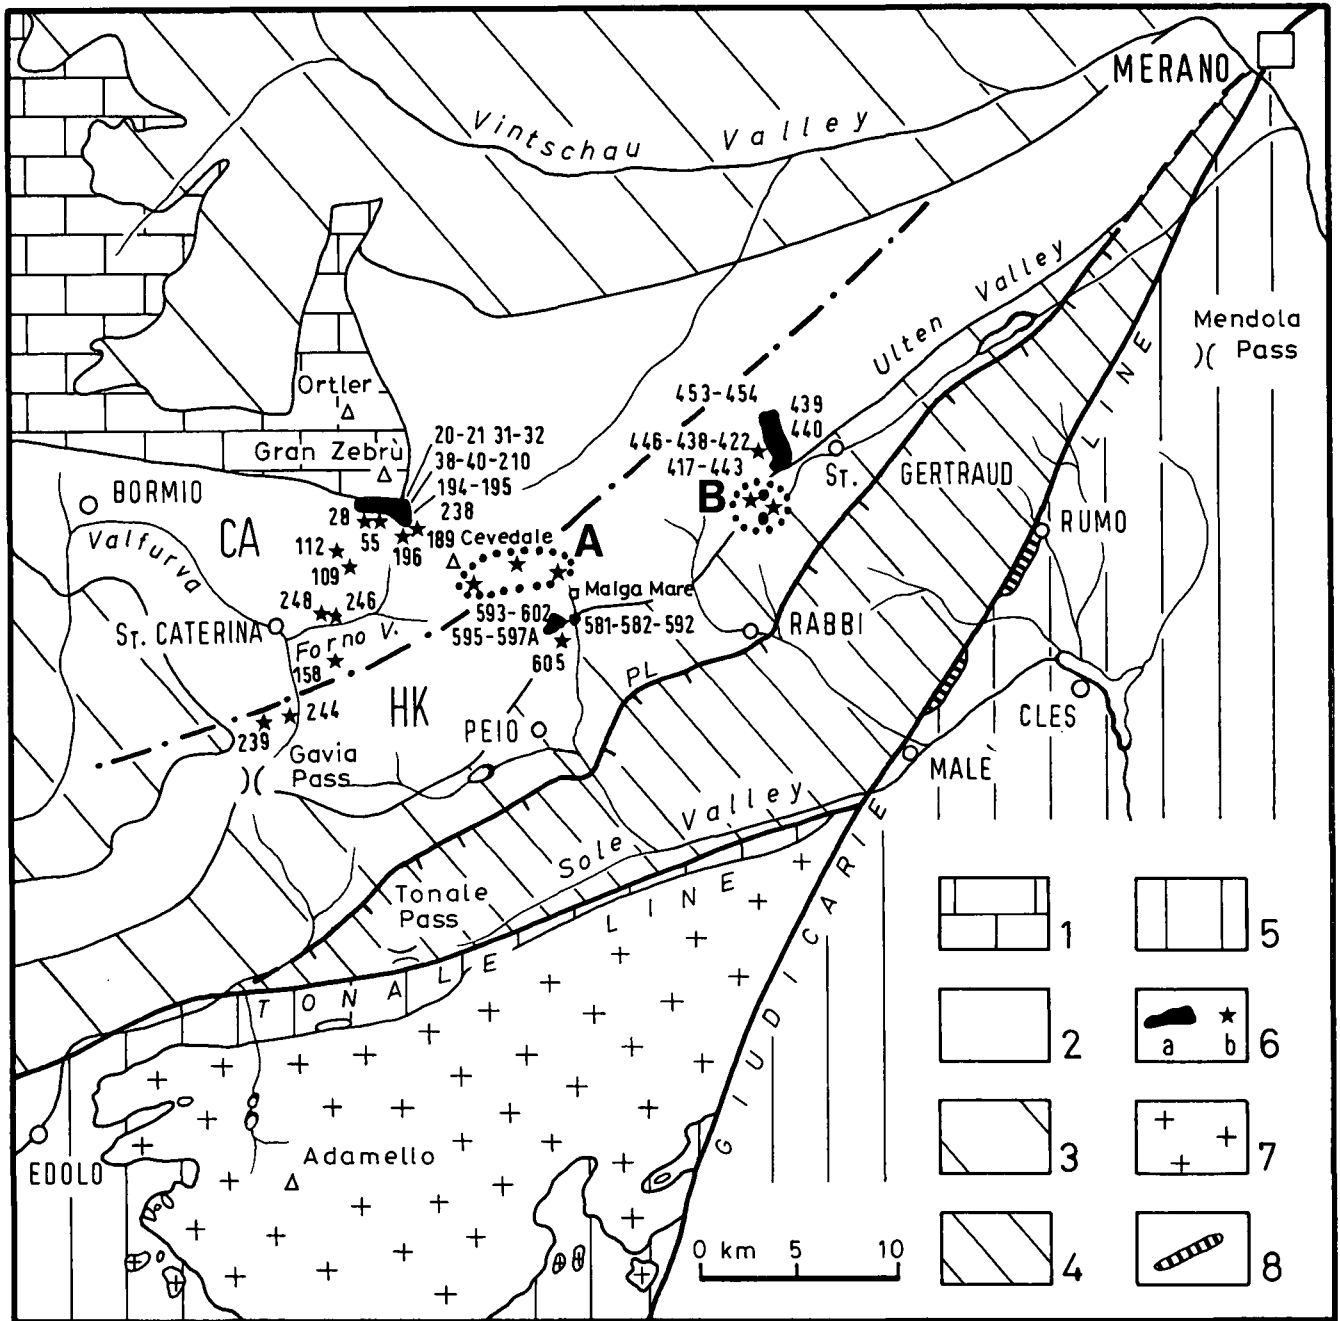 MERANO
Vintschau Valley
Ulten Valley
Mendola
)( Pass
Ortler
Gran Zebrù
20-21 31-32
38-40-210
194-195
238
BORMIO
CA
28
55
196
189
Cevedale
A
453-454
439
440
446-438-422
417-443
B
ST. GERTRAUD
RUMO
Valfurva
112
109
248
246
ST. CATERINA
Forno V.
158
Malga Mare
593-602
595-597A
581-582-592
605
RABBI
PL
HK
244
239
Gavia
)( Pass
PEIO
CLES
MALÉ
Sole Valley
Tonale
Pass
TONALE LINE
GIUDICARIE LINE
EDOLO
Adamello
0 km 5 10
1
2
3
4
5
a b 6
7
8